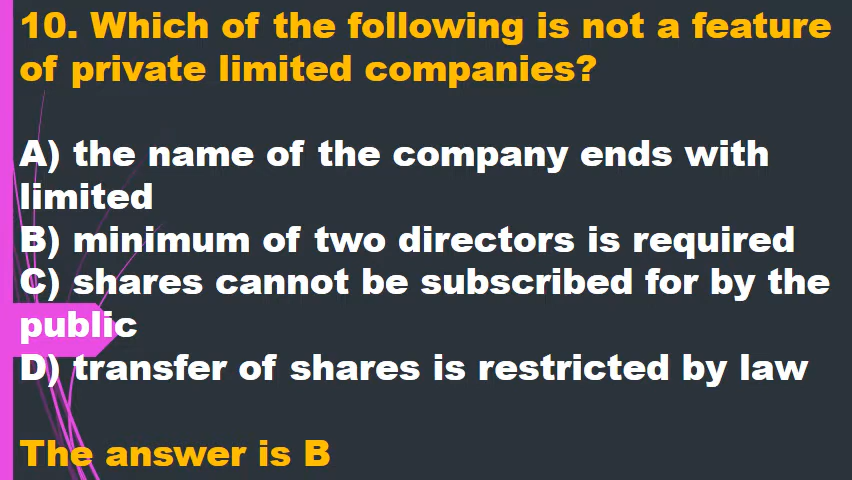 10. Which of the following is not a feature
of private limited companies?
A) the name of the company ends with
limited
B) minimum of two directors is required
C) shares cannot be subscribed for by the
public
D) transfer of shares is restricted by law
The answer is B